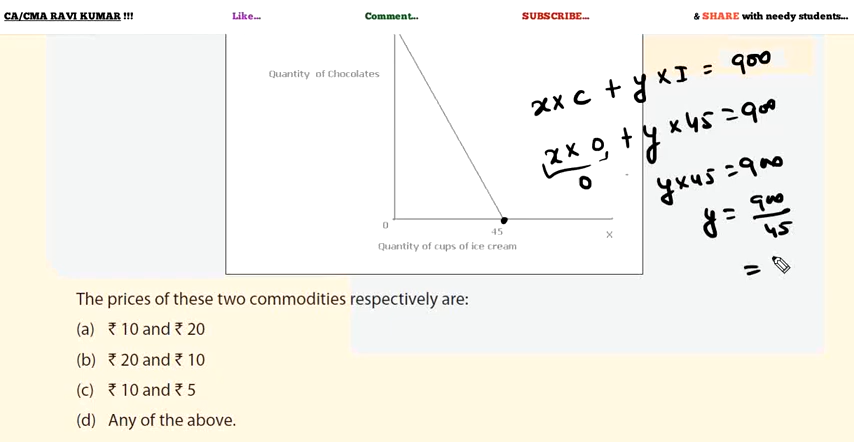 CA/CMA RAVI KUMAR !!! Like... Comment... SUBSCRIBE... & SHARE with needy students...
Quantity of Chocolates
0
45
X
Quantity of cups of ice cream
x × C + y × I = 900
x × 0 + y × 45 = 900
0
y × 45 = 900
y = 900/45
=
The prices of these two commodities respectively are:
(a) ₹ 10 and ₹ 20
(b) ₹ 20 and ₹ 10
(c) ₹ 10 and ₹ 5
(d) Any of the above.